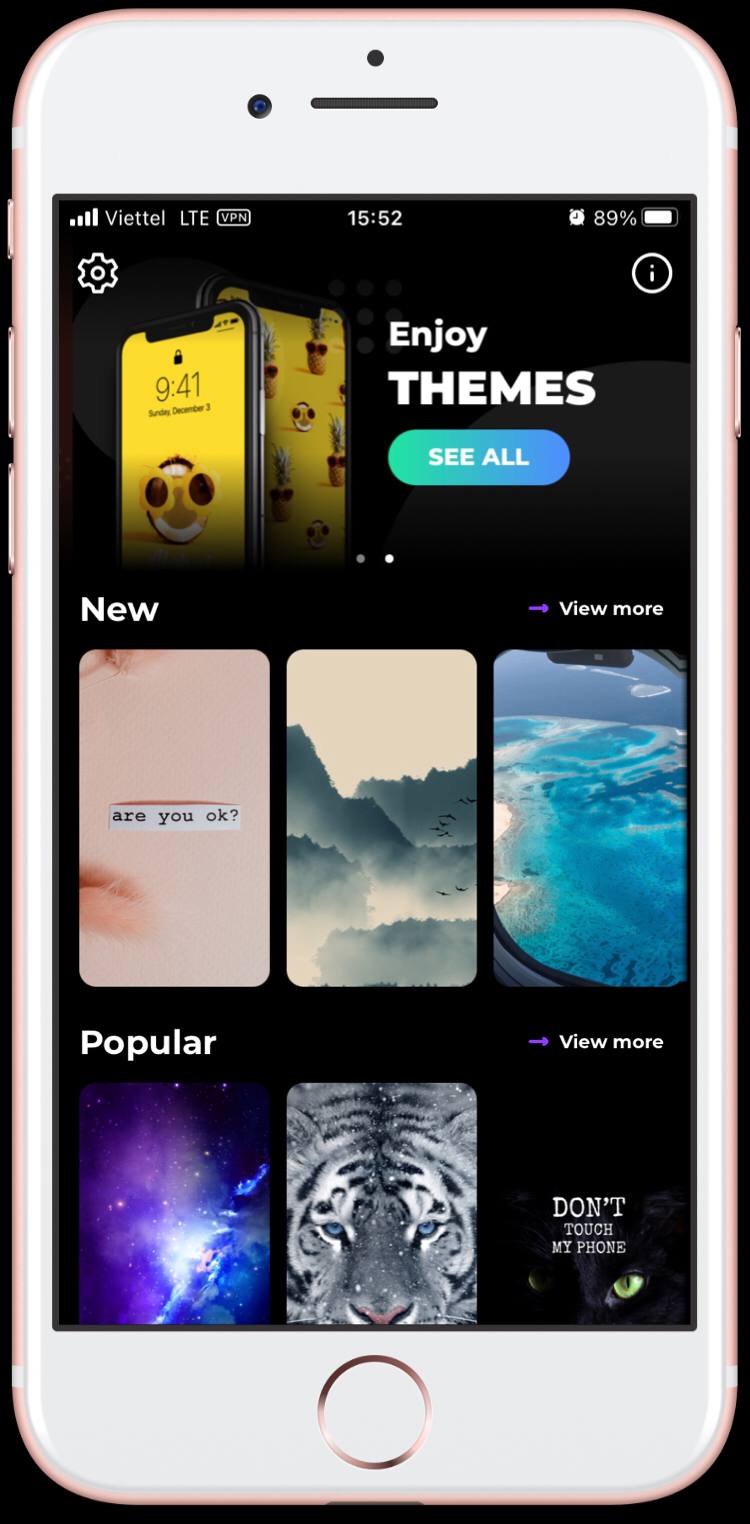 Viettel LTE VPN 15:52 89%
Enjoy
THEMES
SEE ALL
9:41
Sunday, December 3
New View more
are you ok?
Popular View more
DON'T
TOUCH
MY PHONE